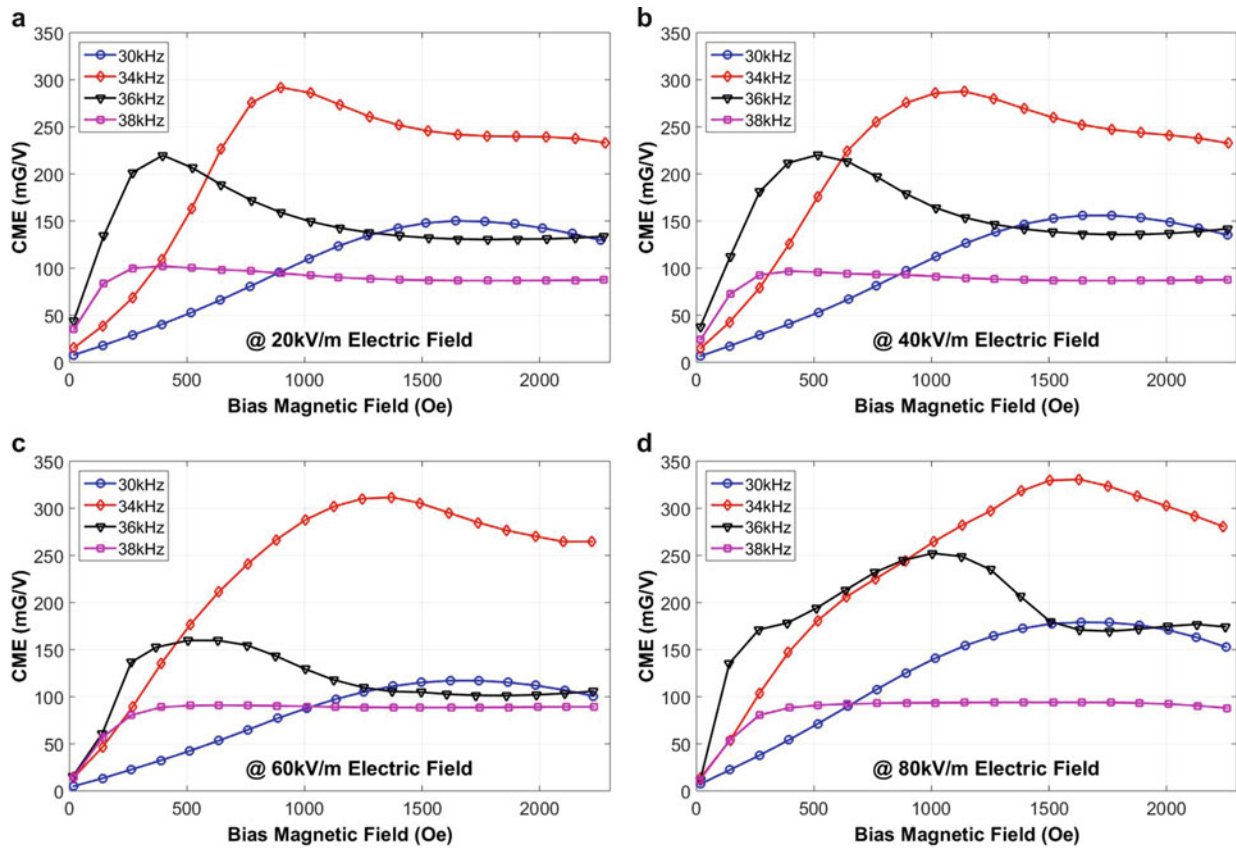 a
350
300
250
200
150
100
50
0
CME (mG/V)
30kHz
34kHz
36kHz
38kHz
@ 20kV/m Electric Field
0 500 1000 1500 2000
Bias Magnetic Field (Oe)
b
350
300
250
200
150
100
50
0
CME (mG/V)
30kHz
34kHz
36kHz
38kHz
@ 40kV/m Electric Field
0 500 1000 1500 2000
Bias Magnetic Field (Oe)
c
350
300
250
200
150
100
50
0
CME (mG/V)
30kHz
34kHz
36kHz
38kHz
@ 60kV/m Electric Field
0 500 1000 1500 2000
Bias Magnetic Field (Oe)
d
350
300
250
200
150
100
50
0
CME (mG/V)
30kHz
34kHz
36kHz
38kHz
@ 80kV/m Electric Field
0 500 1000 1500 2000
Bias Magnetic Field (Oe)